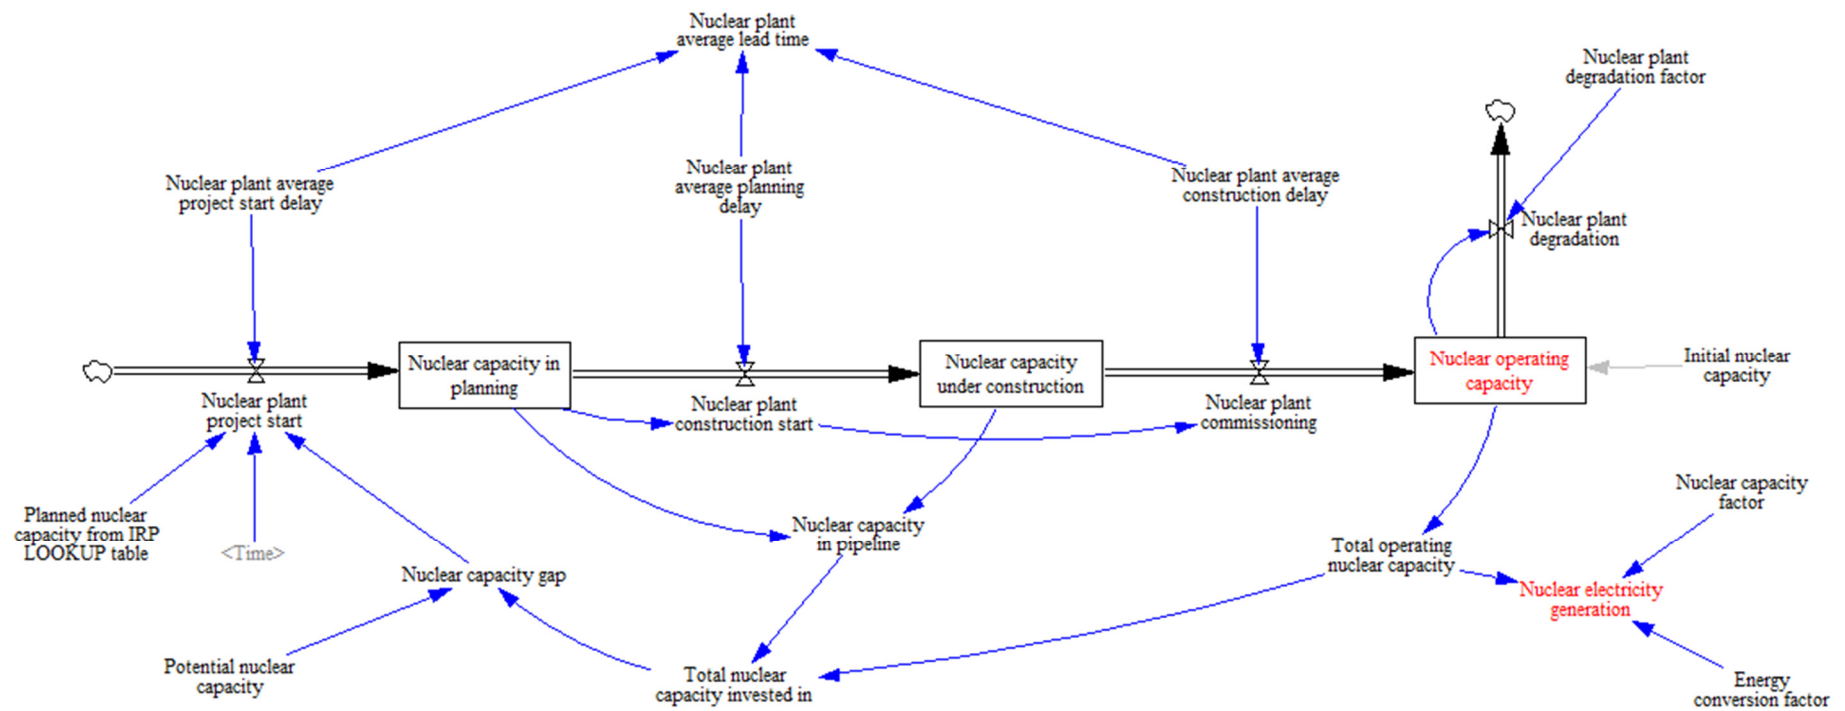 Nuclear plant
average lead time
Nuclear plant
degradation factor
Nuclear plant average
project start delay
Nuclear plant
average planning
delay
Nuclear plant average
construction delay
Nuclear plant
degradation
Nuclear capacity in
planning
Nuclear capacity
under construction
Nuclear operating
capacity
Initial nuclear
capacity
Nuclear plant
project start
Nuclear plant
construction start
Nuclear plant
commissioning
Planned nuclear
capacity from IRP
LOOKUP table
<Time>
Nuclear capacity gap
Nuclear capacity
in pipeline
Total operating
nuclear capacity
Nuclear capacity
factor
Nuclear electricity
generation
Potential nuclear
capacity
Total nuclear
capacity invested in
Energy
conversion factor